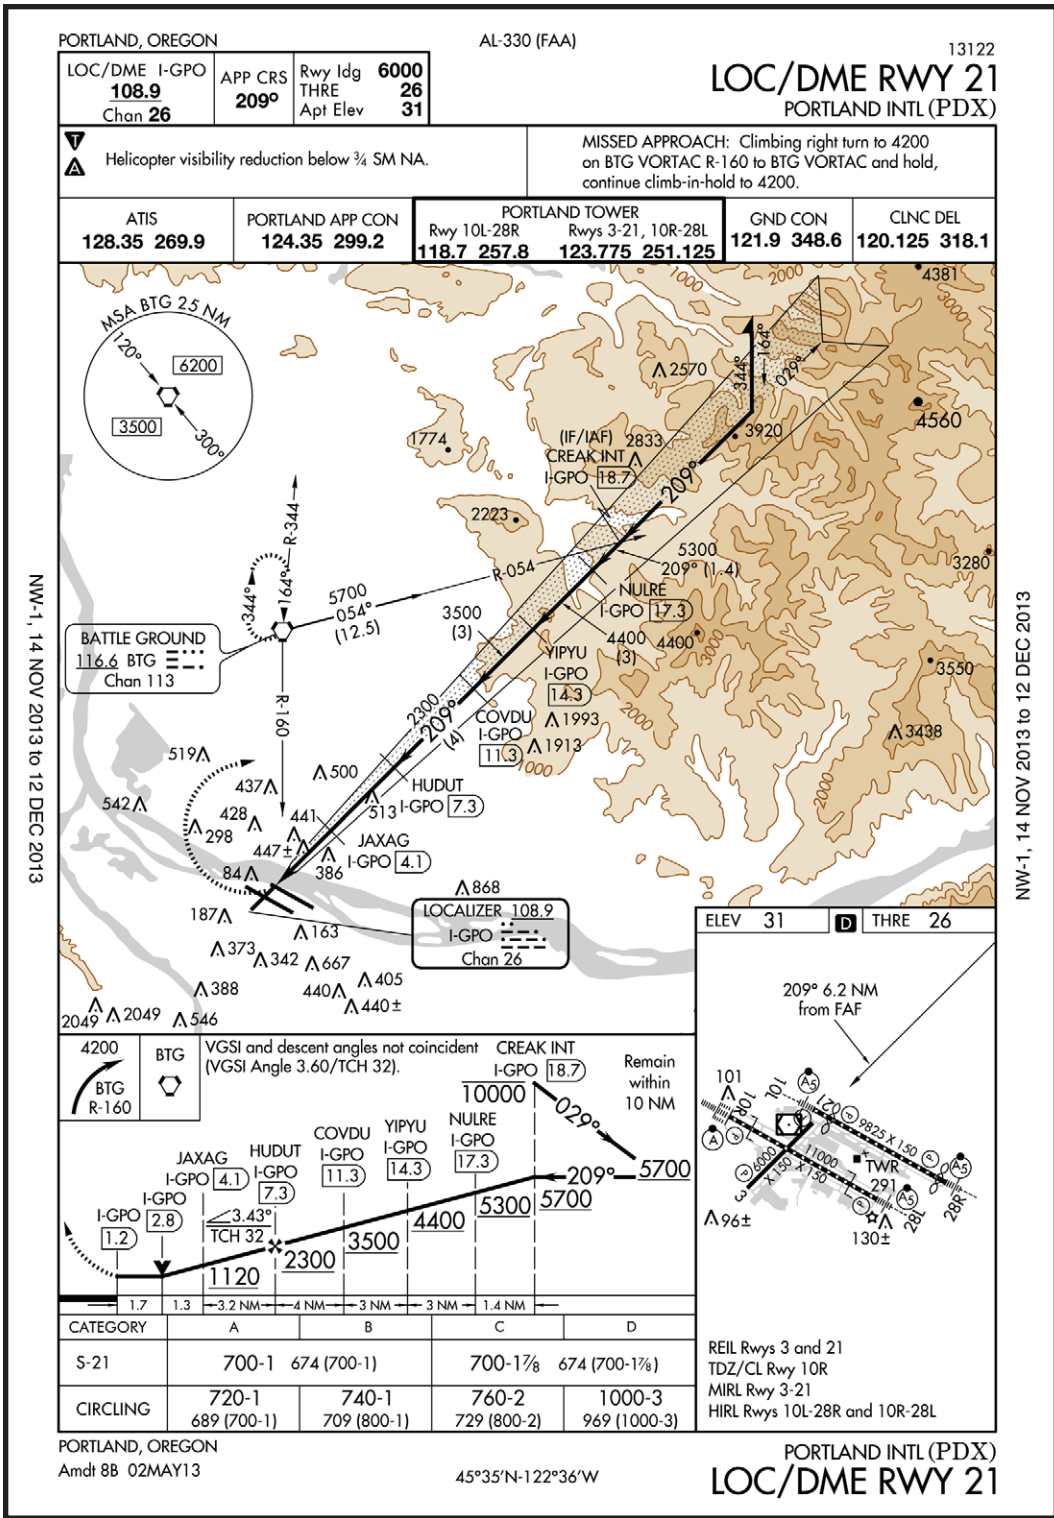 PORTLAND, OREGON
AL-330 (FAA)
13122
LOC/DME RWY 21
PORTLAND INTL (PDX)
LOC/DME I-GPO
108.9
Chan 26
APP CRS
209°
Rwy ldg 6000
THRE 26
Apt Elev 31
T
A
Helicopter visibility reduction below ¾ SM NA.
MISSED APPROACH: Climbing right turn to 4200
on BTG VORTAC R-160 to BTG VORTAC and hold,
continue climb-in-hold to 4200.
ATIS
128.35 269.9
PORTLAND APP CON
124.35 299.2
PORTLAND TOWER
Rwy 10L-28R Rwys 3-21, 10R-28L
118.7 257.8 123.775 251.125
GND CON
121.9 348.6
CLNC DEL
120.125 318.1
MSA BTG 25 NM
120°
6200
3500
300°
2000
4381
3000
1000
2570
344°
164°
029°
4560
3920
1774
(IF/IAF)
CREAK INT
I-GPO 18.7
2833
209°
2223
R-344
344°
164°
R-054
5700
054°
(12.5)
5300
209° (1.4)
3280
NULRE
I-GPO 17.3
3500
(3)
4400
(3)
4400
3000
BATTLE GROUND
116.6 BTG
Chan 113
YIPYU
I-GPO
14.3
3550
2000
R-160
2300
209°
(4)
COVDU
I-GPO
11.3
1993
1913
1000
3438
2000
519
500
437
HUDUT
I-GPO 7.3
513
542
298
428
441
447±
JAXAG
I-GPO 4.1
386
84
868
187
163
LOCALIZER 108.9
I-GPO
Chan 26
373
342
667
388
440
405
440±
2049
2049
546
NW-1, 14 NOV 2013 to 12 DEC 2013
NW-1, 14 NOV 2013 to 12 DEC 2013
ELEV 31
D
THRE 26
209° 6.2 NM
from FAF
101
10L
10R
A5
A
P
21
9825 X 150
6000 X 150
11000 X 150
TWR
291
A5
A5
28L
28R
3
96±
130±
REIL Rwys 3 and 21
TDZ/CL Rwy 10R
MIRL Rwy 3-21
HIRL Rwys 10L-28R and 10R-28L
4200
BTG
R-160
BTG
VGSI and descent angles not coincident
(VGSI Angle 3.60/TCH 32).
CREAK INT
I-GPO 18.7
10000
029°
Remain
within
10 NM
5700
209°
5700
NULRE
I-GPO
17.3
5300
YIPYU
I-GPO
14.3
4400
COVDU
I-GPO
11.3
3500
HUDUT
I-GPO
7.3
2300
JAXAG
I-GPO 4.1
3.43°
TCH 32
1120
I-GPO
2.8
I-GPO
1.2
1.7 1.3 3.2 NM 4 NM 3 NM 3 NM 1.4 NM
CATEGORY A B C D
S-21 700-1 674 (700-1) 700-1⅞ 674 (700-1⅞)
CIRCLING
720-1
689 (700-1)
740-1
709 (800-1)
760-2
729 (800-2)
1000-3
969 (1000-3)
PORTLAND, OREGON
Amdt 8B 02MAY13
45°35'N-122°36'W
PORTLAND INTL (PDX)
LOC/DME RWY 21